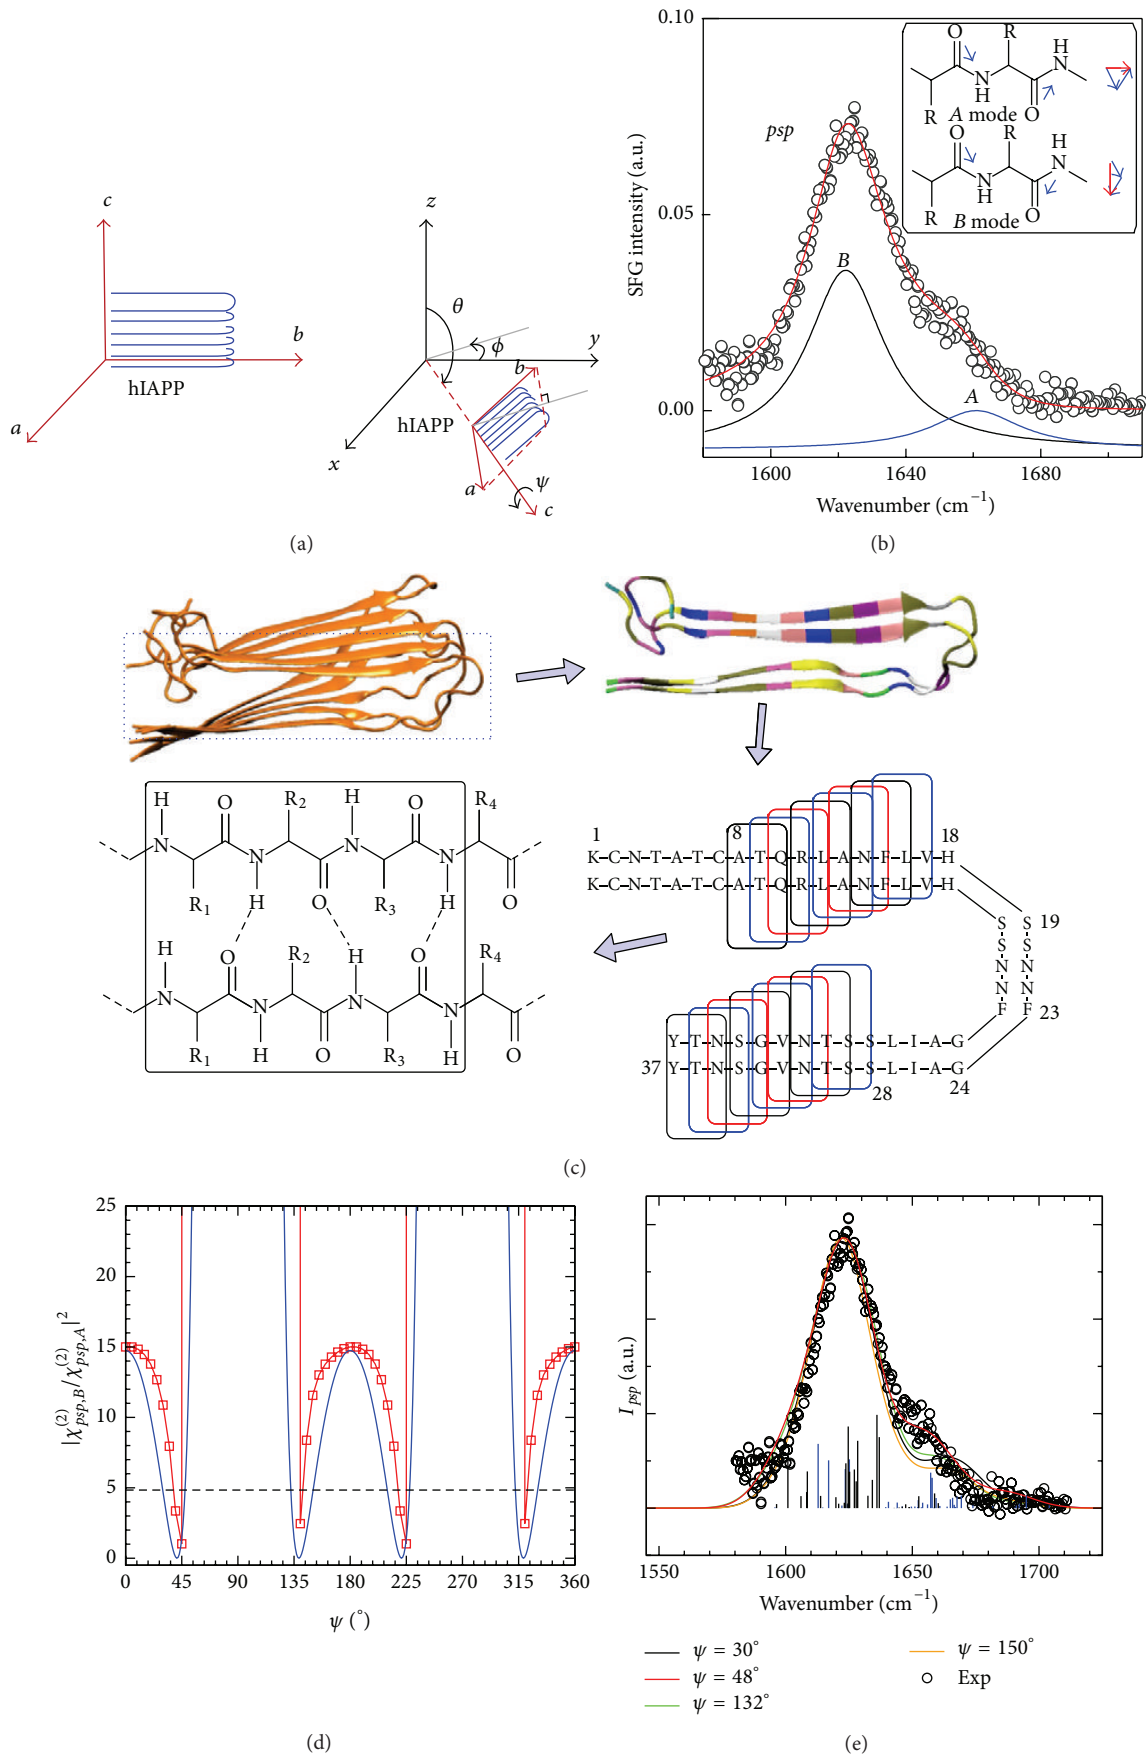 c
b
a
hIAPP
(a)
z
θ
ϕ
y
b
hIAPP
x
a
ψ
c
0.10
0.05
0.00
SFG intensity (a.u.)
psp
B
A
O
R
H
N
N
H
O
R
A mode
O
R
H
N
N
H
O
R
B mode
1600
1640
1680
Wavenumber (cm−1)
(b)
H O R2 H O R4
N N N N
R1 H O R3 H O
H O R2 H O R4
N N N N
R1 H O R3 H O
1 8 18
K–C–N–T–A–T–C–A–T–Q–R–L–A–N–F–L–V–H
K–C–N–T–A–T–C–A–T–Q–R–L–A–N–F–L–V–H
S S 19
S S
N N
N N
F F 23
Y–T–N–S–G–V–N–T–S–S–L–I–A–G
37 Y–T–N–S–G–V–N–T–S–S–L–I–A–G
28 24
(c)
25
20
15
10
5
0
|χ(2)psp,B/χ(2)psp,A|2
0 45 90 135 180 225 270 315 360
ψ (°)
(d)
Ipsp (a.u.)
1550 1600 1650 1700
Wavenumber (cm−1)
ψ = 30°
ψ = 48°
ψ = 132°
ψ = 150°
Exp
(e)